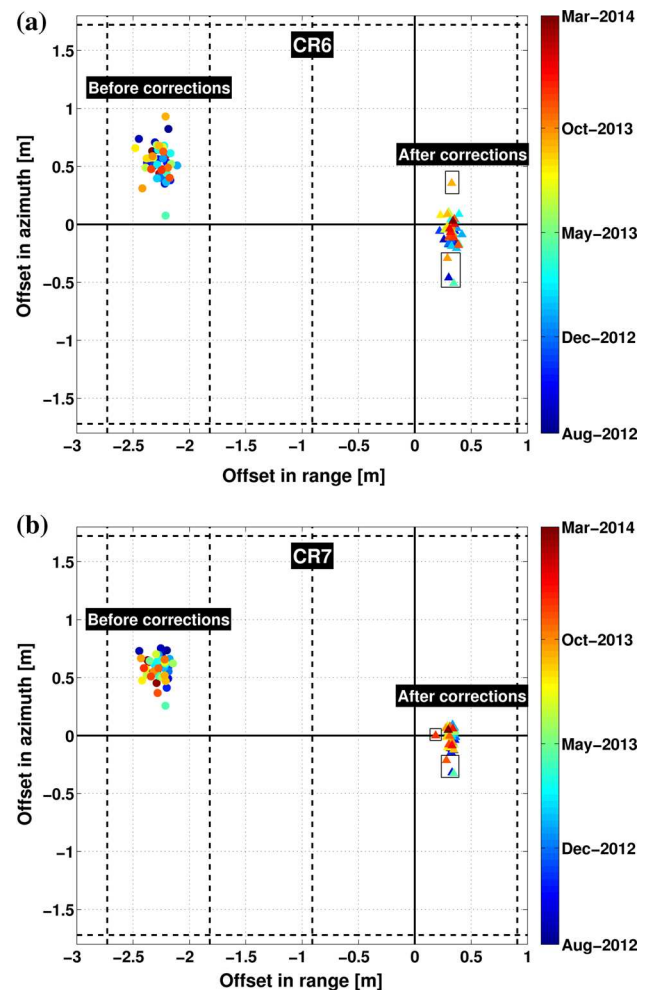 (a)
CR6
Before corrections
After corrections
Offset in azimuth [m]
1.5
1
0.5
0
−0.5
−1
−1.5
−3 −2.5 −2 −1.5 −1 −0.5 0 0.5 1
Offset in range [m]
Mar−2014
Oct−2013
May−2013
Dec−2012
Aug−2012
(b)
CR7
Before corrections
After corrections
Offset in azimuth [m]
1.5
1
0.5
0
−0.5
−1
−1.5
−3 −2.5 −2 −1.5 −1 −0.5 0 0.5 1
Offset in range [m]
Mar−2014
Oct−2013
May−2013
Dec−2012
Aug−2012